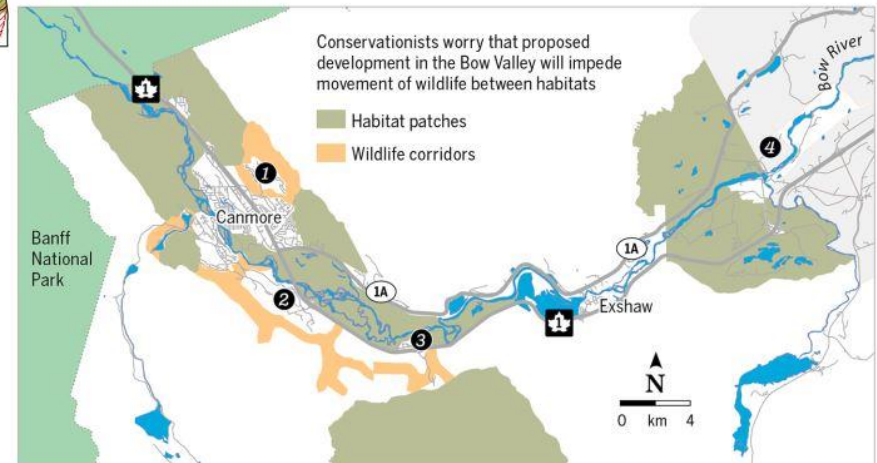 Conservationists worry that proposed
development in the Bow Valley will impede
movement of wildlife between habitats
Habitat patches
Wildlife corridors
Bow River
1
4
1
Canmore
Banff
National
Park
1A
1A
2
Exshaw
3
1
N
0 km 4